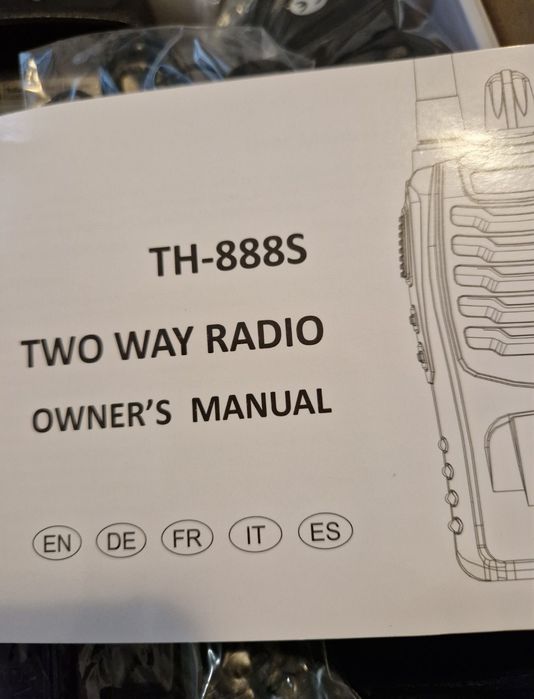 TH-888S
TWO WAY RADIO
OWNER'S MANUAL
EN DE FR IT ES